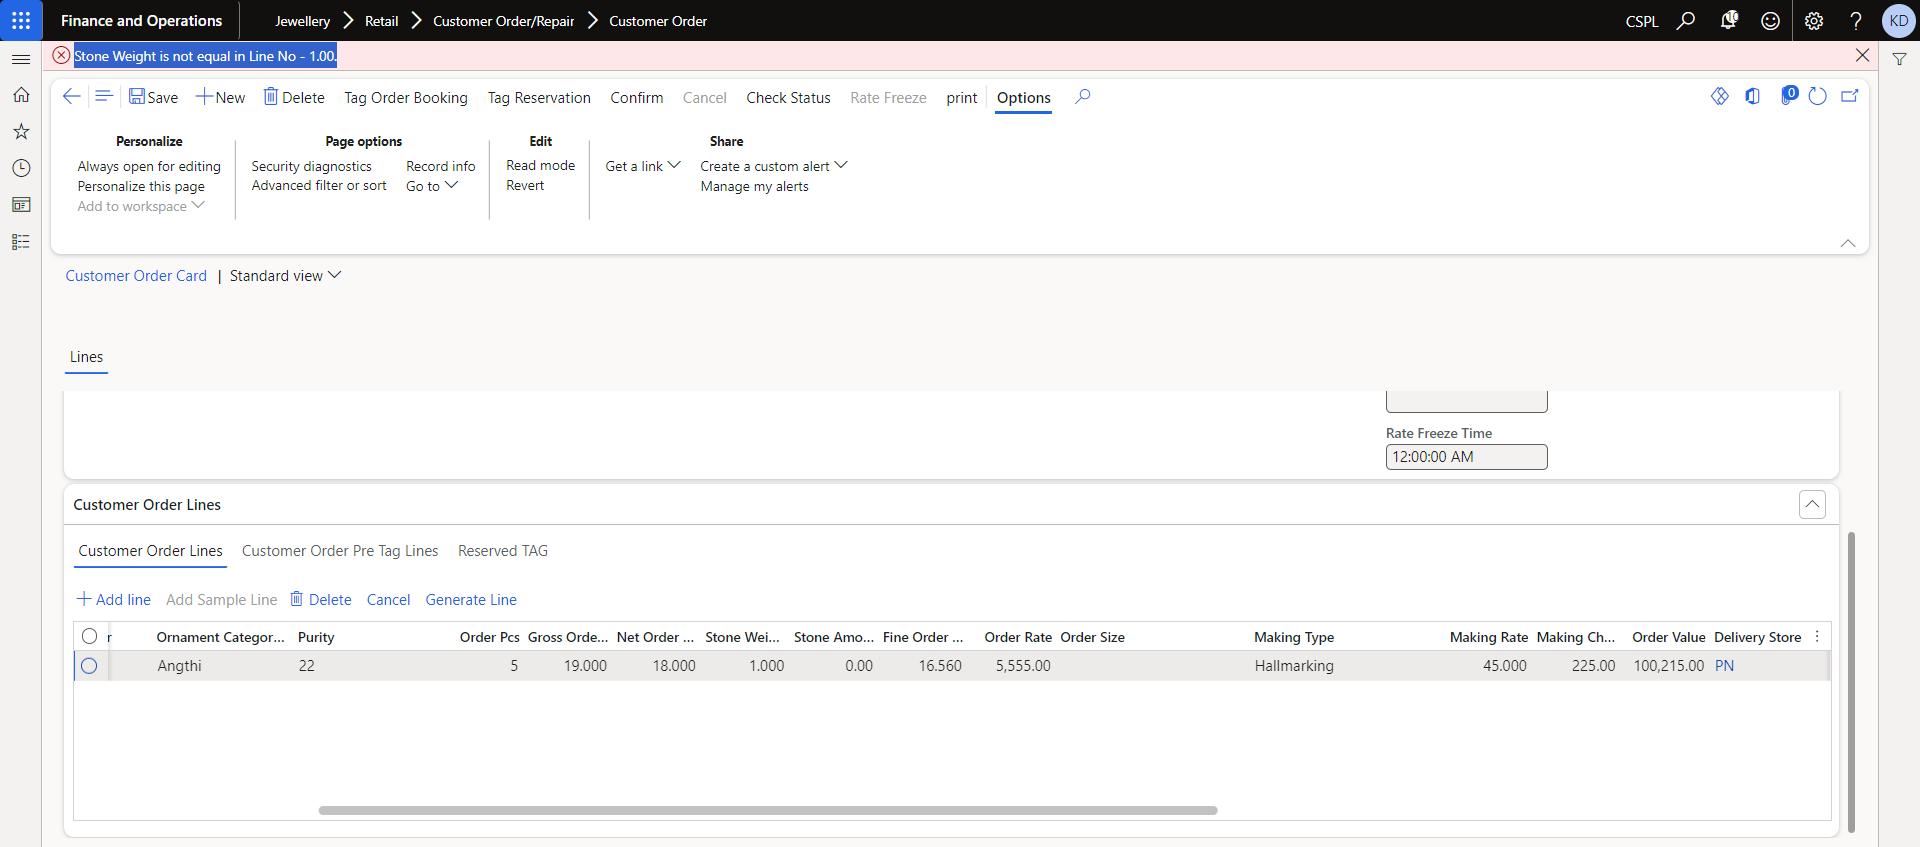 Finance and Operations
Jewellery > Retail > Customer Order/Repair > Customer Order
CSPL
KD
Stone Weight is not equal in Line No - 1.00.
Save New Delete Tag Order Booking Tag Reservation Confirm Cancel Check Status Rate Freeze print Options
0
Personalize
Always open for editing
Personalize this page
Add to workspace
Page options
Security diagnostics Record info
Advanced filter or sort Go to
Edit
Read mode
Revert
Share
Get a link Create a custom alert
Manage my alerts
Customer Order Card | Standard view
Lines
Rate Freeze Time
12:00:00 AM
Customer Order Lines
Customer Order Lines Customer Order Pre Tag Lines Reserved TAG
+ Add line Add Sample Line Delete Cancel Generate Line
r Ornament Categor... Purity Order Pcs Gross Orde... Net Order ... Stone Wei... Stone Amo... Fine Order ... Order Rate Order Size Making Type Making Rate Making Ch... Order Value Delivery Store
Angthi 22 5 19.000 18.000 1.000 0.00 16.560 5,555.00 Hallmarking 45.000 225.00 100,215.00 PN